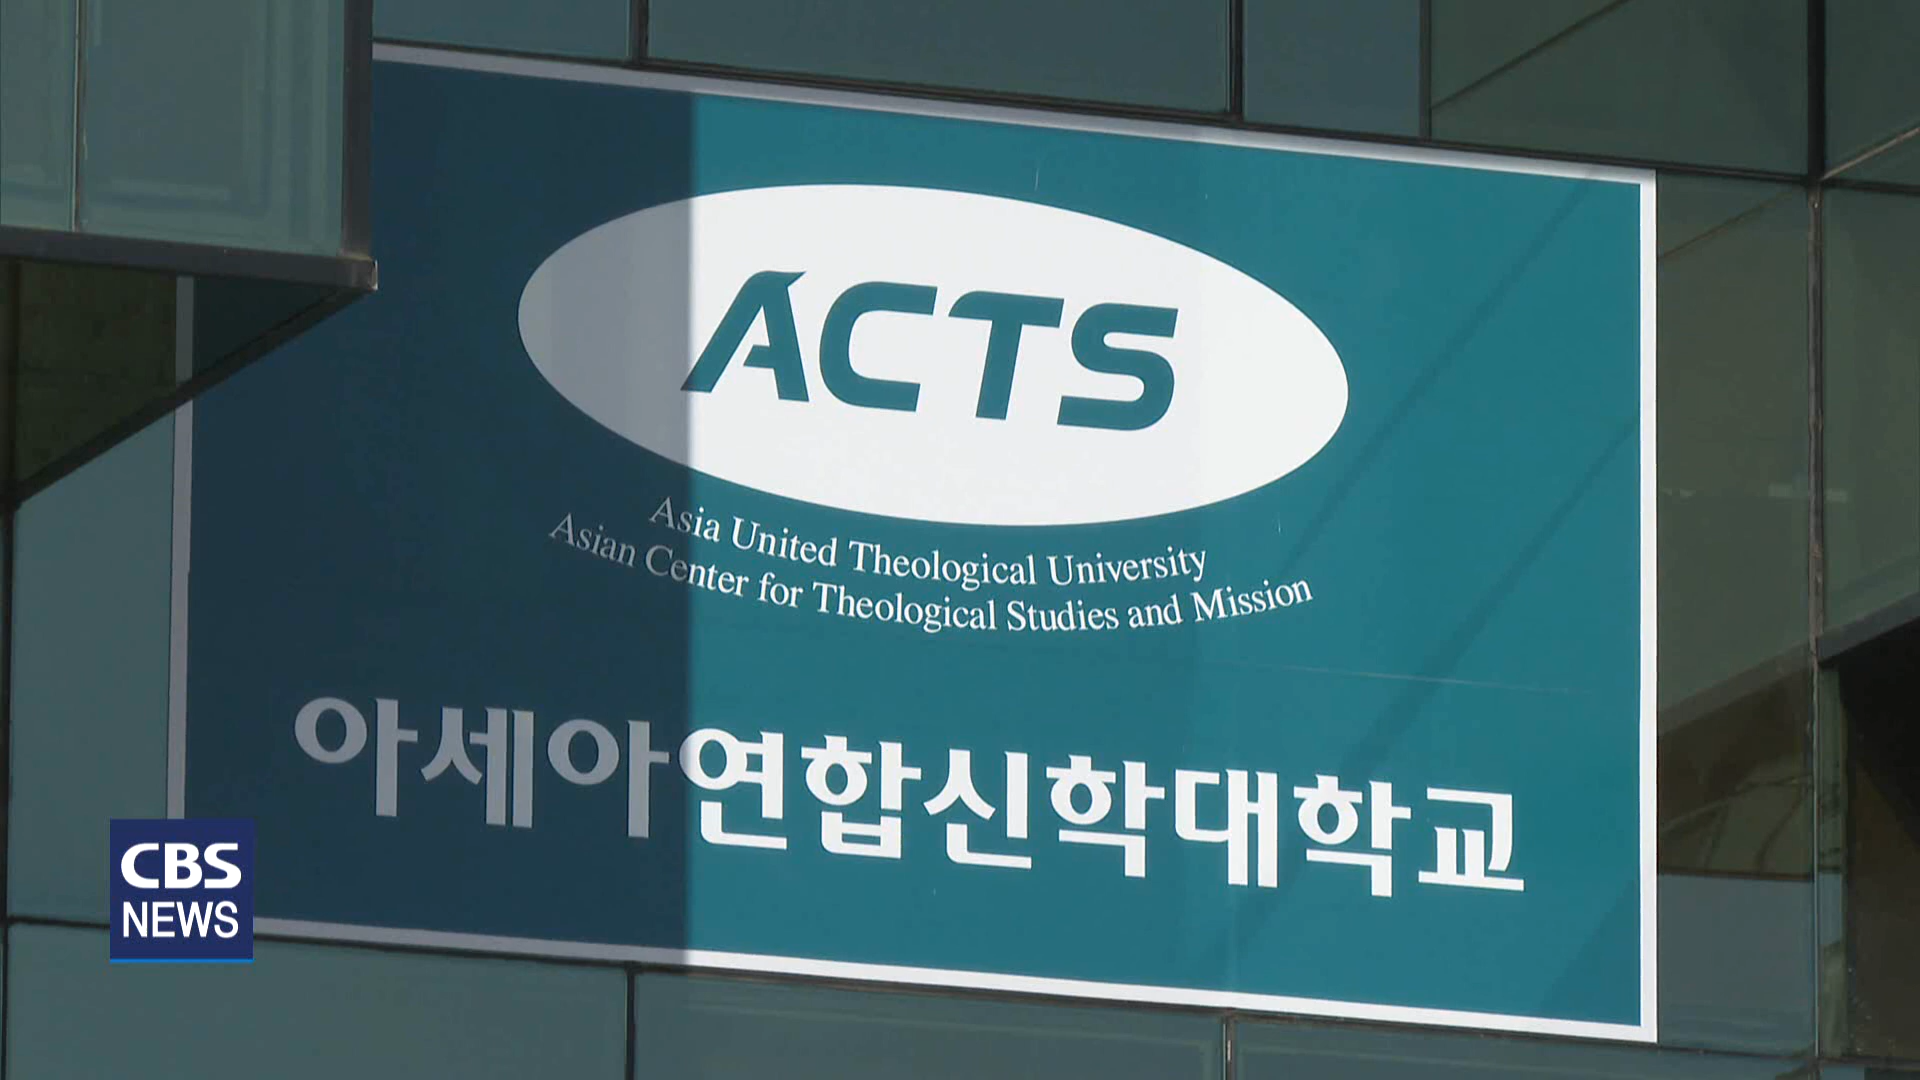 ACTS
Asia United Theological University
Asian Center for Theological Studies and Mission
아세아연합신학대학교
CBS
NEWS